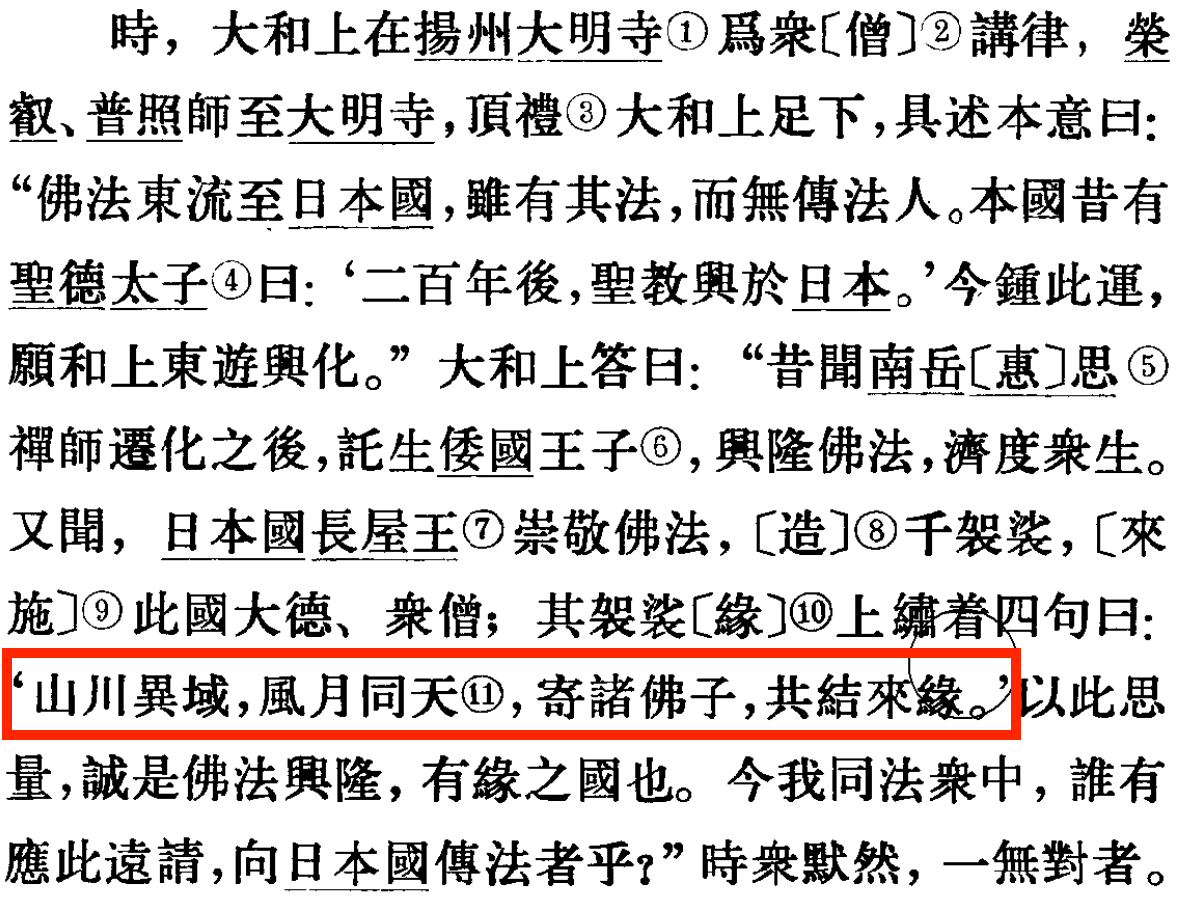 時，大和上在揚州大明寺①爲衆〔僧〕②講律，榮
叡、普照師至大明寺，頂禮③大和上足下，具述本意曰：
“佛法東流至日本國，雖有其法，而無傳法人。本國昔有
聖德太子④曰：‘二百年後，聖教興於日本。’今鍾此運，
願和上東遊興化。”大和上答曰：“昔聞南岳〔惠〕思⑤
禪師遷化之後，託生倭國王子⑥，興隆佛法，濟度衆生。
又聞，日本國長屋王⑦崇敬佛法，〔造〕⑧千袈裟，〔來
施〕⑨此國大德、衆僧；其袈裟〔緣〕⑩上繡着四句曰：
‘山川異域，風月同天⑪，寄諸佛子，共結來緣。’以此思
量，誠是佛法興隆，有緣之國也。今我同法衆中，誰有
應此遠請，向日本國傳法者乎？”時衆默然，一無對者。